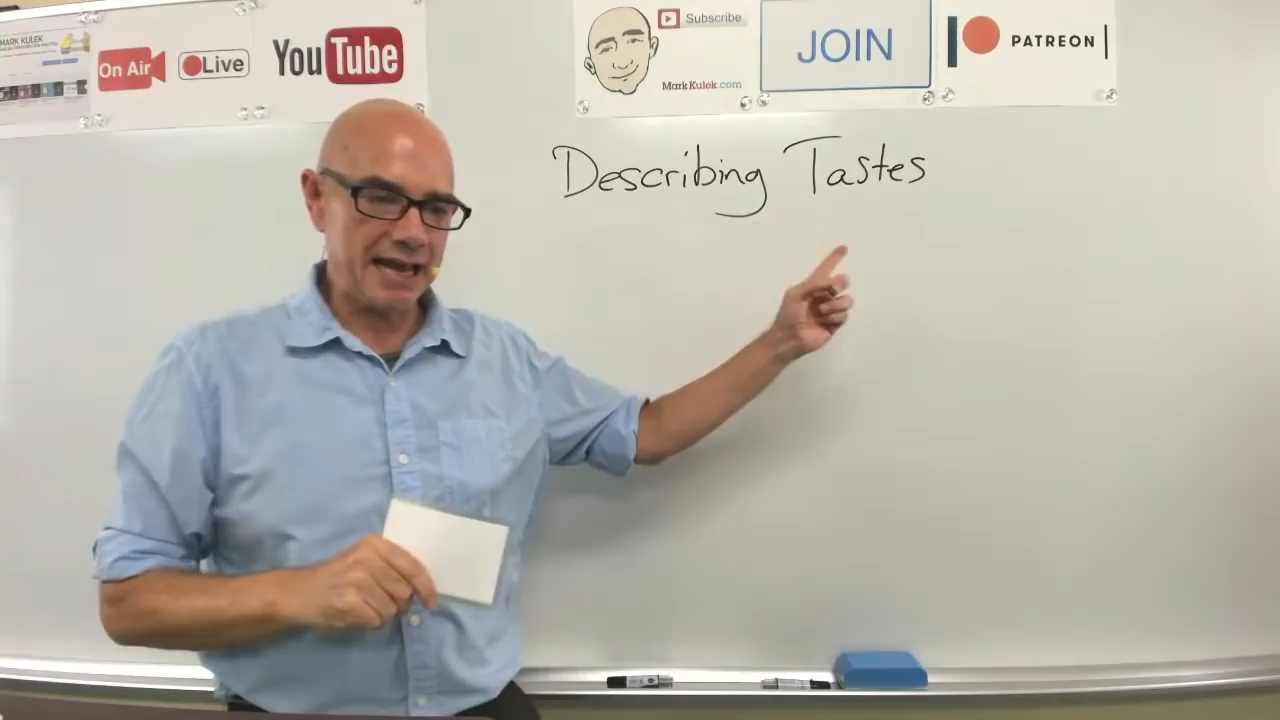 MARK KULEK
On Air
Live
YouTube
Subscribe
MarkKulek.com
JOIN
PATREON
Describing Tastes